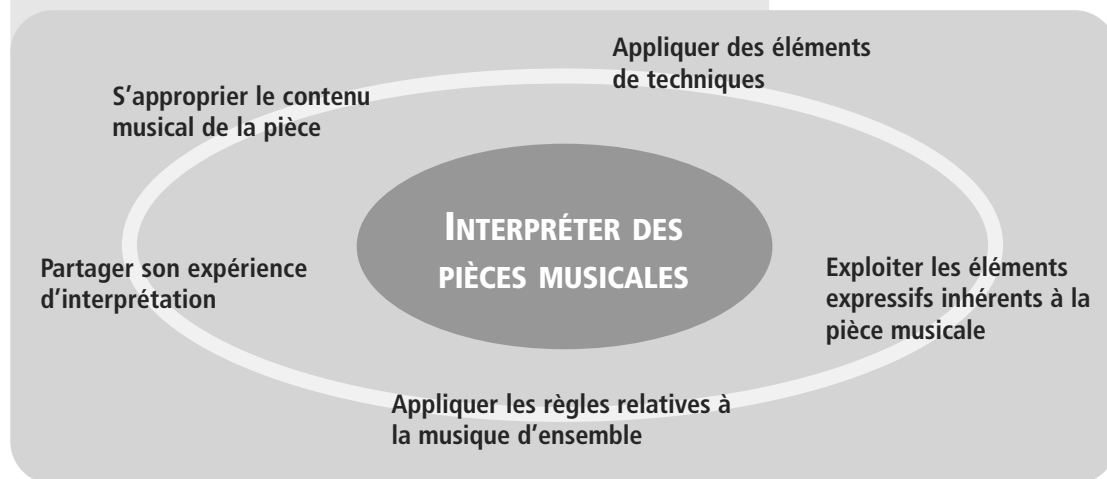 Appliquer des éléments
de techniques
S’approprier le contenu
musical de la pièce
INTERPRÉTER DES
PIÈCES MUSICALES
Partager son expérience
d’interprétation
Exploiter les éléments
expressifs inhérents à la
pièce musicale
Appliquer les règles relatives à
la musique d’ensemble